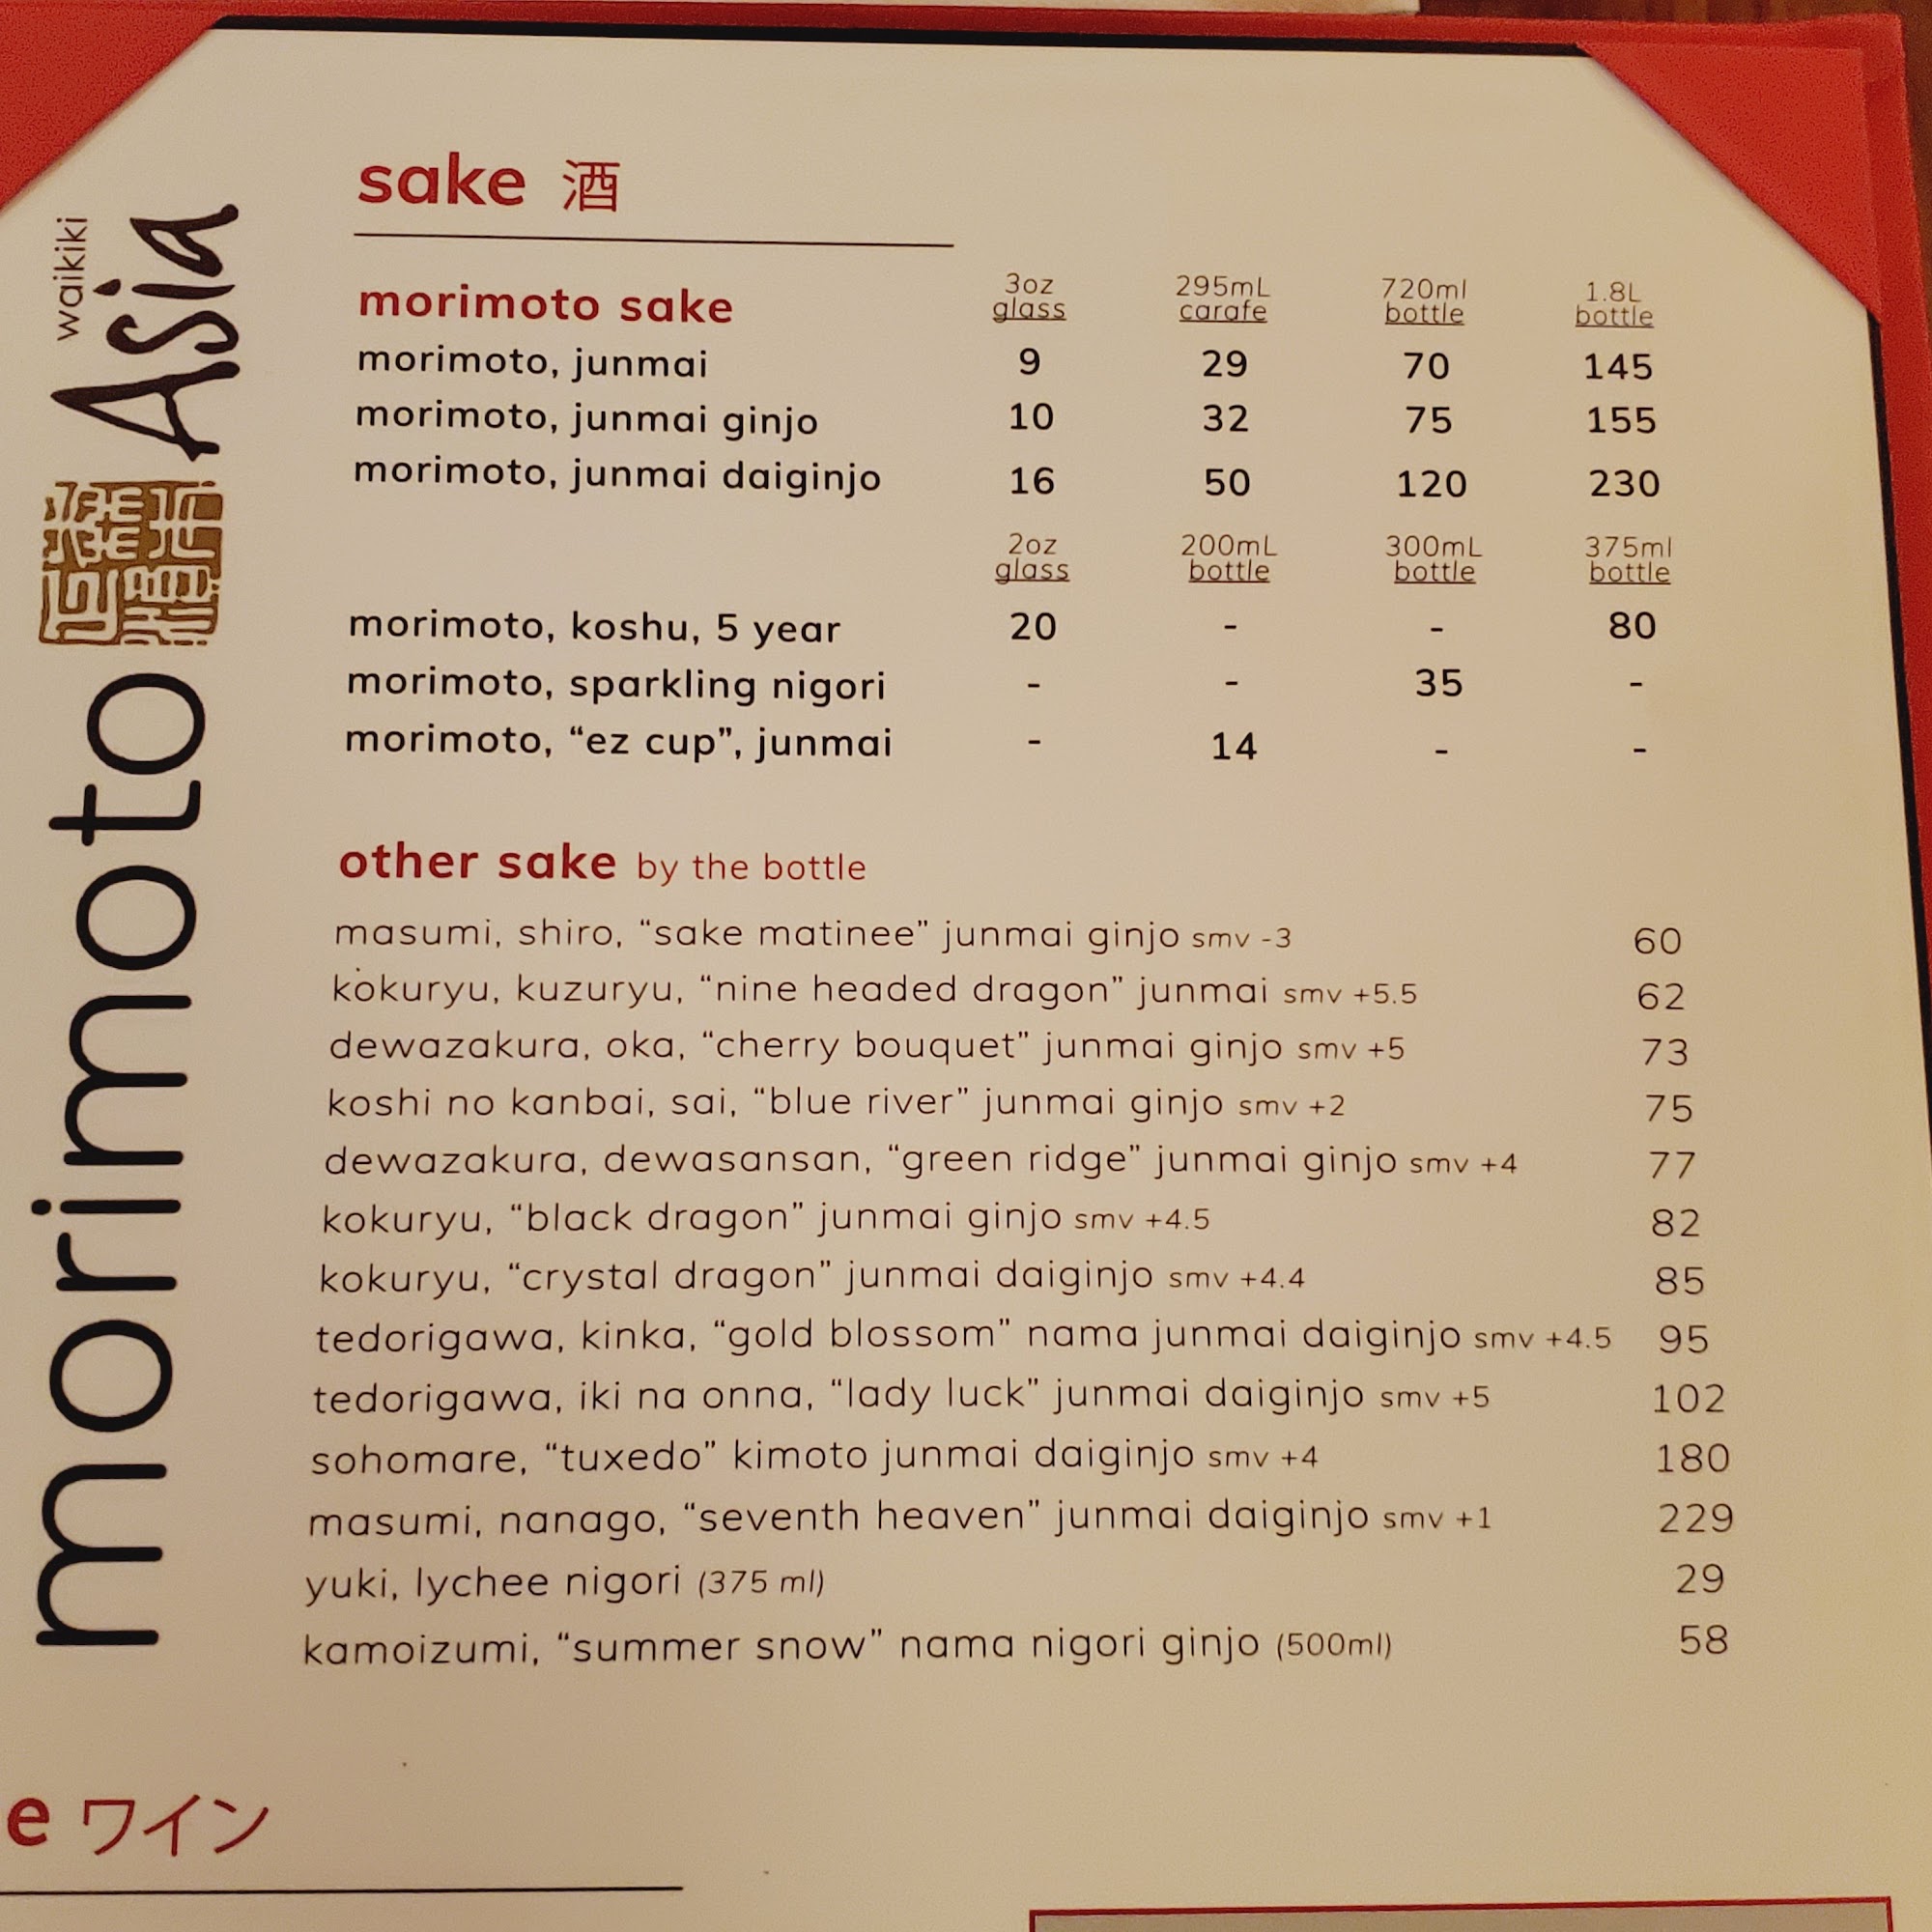 waikiki
Asia
morimoto
sake 酒
morimoto sake 3oz glass 295mL carafe 720ml bottle 1.8L bottle
morimoto, junmai 9 29 70 145
morimoto, junmai ginjo 10 32 75 155
morimoto, junmai daiginjo 16 50 120 230
2oz glass 200mL bottle 300mL bottle 375ml bottle
morimoto, koshu, 5 year 20 - - 80
morimoto, sparkling nigori - - 35 -
morimoto, “ez cup”, junmai - 14 - -
other sake by the bottle
masumi, shiro, “sake matinee” junmai ginjo smv -3 60
kokuryu, kuzuryu, “nine headed dragon” junmai smv +5.5 62
dewazakura, oka, “cherry bouquet” junmai ginjo smv +5 73
koshi no kanbai, sai, “blue river” junmai ginjo smv +2 75
dewazakura, dewasansan, “green ridge” junmai ginjo smv +4 77
kokuryu, “black dragon” junmai ginjo smv +4.5 82
kokuryu, “crystal dragon” junmai daiginjo smv +4.4 85
tedorigawa, kinka, “gold blossom” nama junmai daiginjo smv +4.5 95
tedorigawa, iki na onna, “lady luck” junmai daiginjo smv +5 102
sohomare, “tuxedo” kimoto junmai daiginjo smv +4 180
masumi, nanago, “seventh heaven” junmai daiginjo smv +1 229
yuki, lychee nigori (375 ml) 29
kamoizumi, “summer snow” nama nigori ginjo (500ml) 58
e ワイン